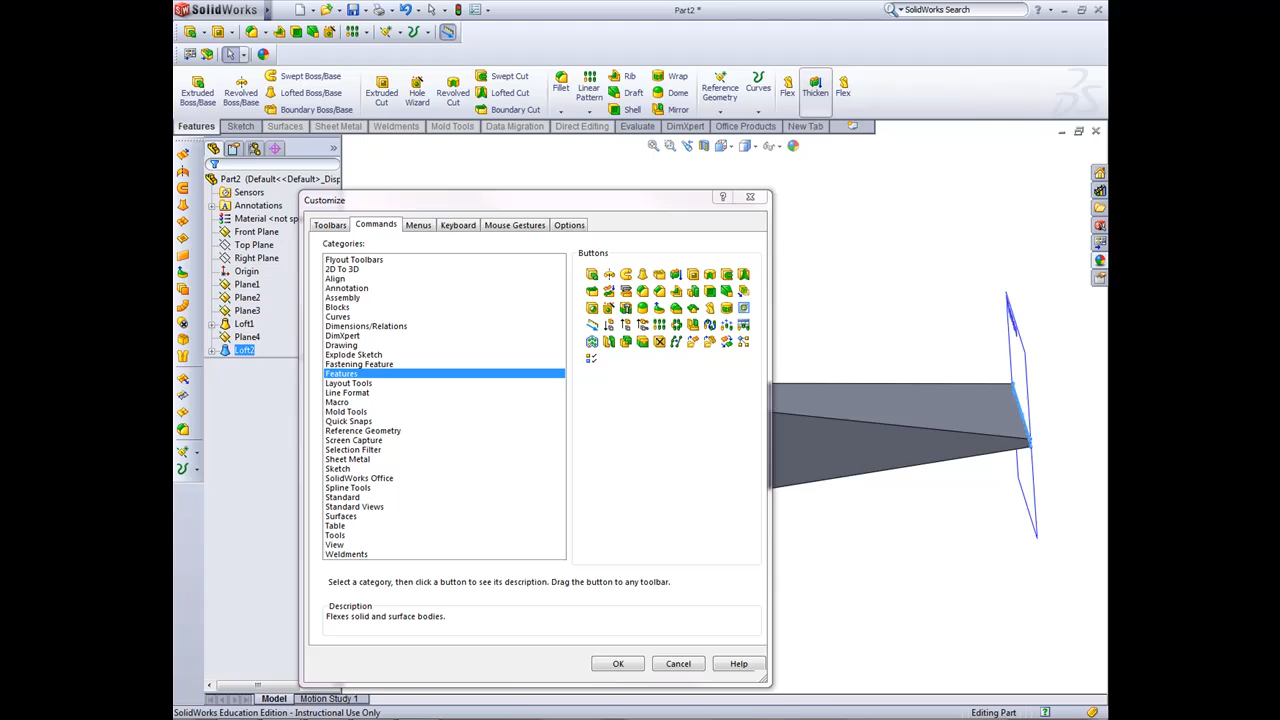 SolidWorks
Part2 *
SolidWorks Search
Extruded Boss/Base
Revolved Boss/Base
Swept Boss/Base
Lofted Boss/Base
Boundary Boss/Base
Extruded Cut
Hole Wizard
Revolved Cut
Swept Cut
Lofted Cut
Boundary Cut
Fillet
Linear Pattern
Rib
Draft
Shell
Wrap
Dome
Mirror
Reference Geometry
Curves
Flex
Thicken
Flex
Features
Sketch
Surfaces
Sheet Metal
Weldments
Mold Tools
Data Migration
Direct Editing
Evaluate
DimXpert
Office Products
New Tab
Part2 (Default<<Default>_Disp
Sensors
Annotations
Material <not sp
Front Plane
Top Plane
Right Plane
Origin
Plane1
Plane2
Plane3
Loft1
Plane4
Loft2
Customize
Toolbars
Commands
Menus
Keyboard
Mouse Gestures
Options
Categories:
Flyout Toolbars
2D To 3D
Align
Annotation
Assembly
Blocks
Curves
Dimensions/Relations
DimXpert
Drawing
Explode Sketch
Fastening Feature
Features
Layout Tools
Line Format
Macro
Mold Tools
Quick Snaps
Reference Geometry
Screen Capture
Selection Filter
Sheet Metal
Sketch
SolidWorks Office
Spline Tools
Standard
Standard Views
Surfaces
Table
Tools
View
Weldments
Buttons
Select a category, then click a button to see its description. Drag the button to any toolbar.
Description
Flexes solid and surface bodies.
OK
Cancel
Help
Model
Motion Study 1
SolidWorks Education Edition - Instructional Use Only
Editing Part